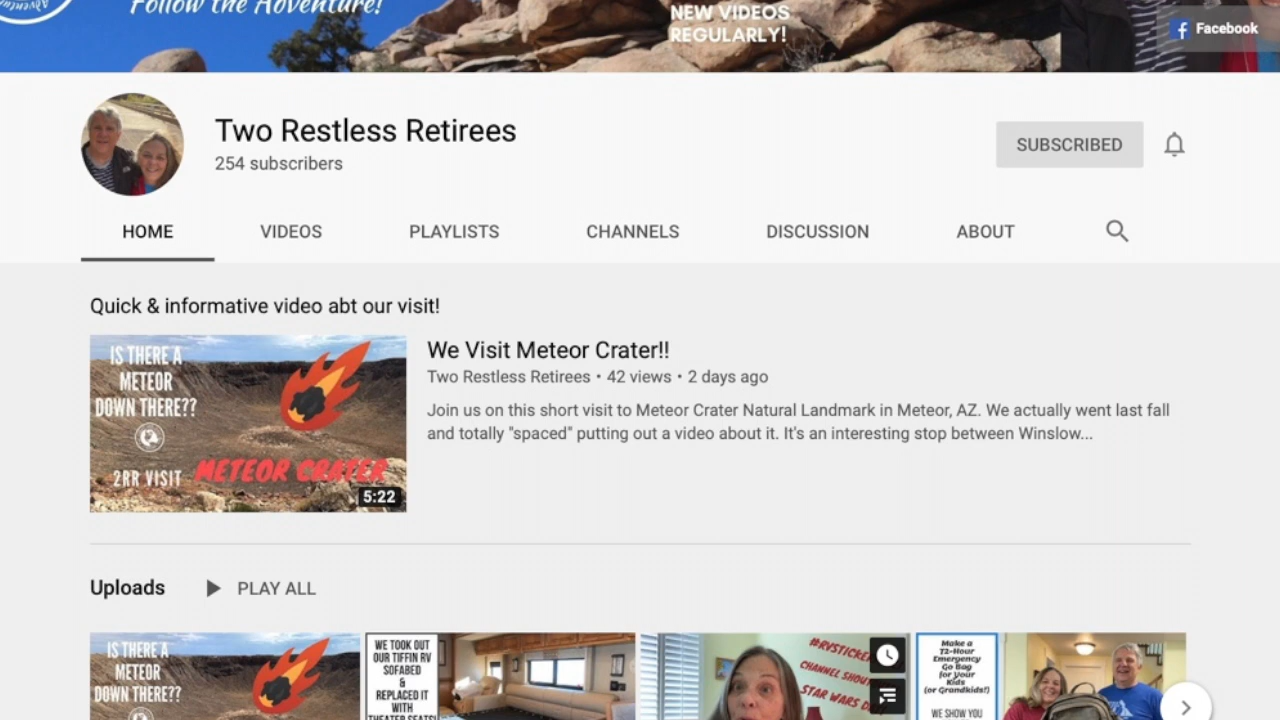 Adventure
Follow the Adventure!
NEW VIDEOS
REGULARLY!
Facebook
Two Restless Retirees
254 subscribers
SUBSCRIBED
HOME
VIDEOS
PLAYLISTS
CHANNELS
DISCUSSION
ABOUT
Quick & informative video abt our visit!
IS THERE A
METEOR
DOWN THERE??
2RR VISIT
METEOR CRATER
5:22
We Visit Meteor Crater!!
Two Restless Retirees • 42 views • 2 days ago
Join us on this short visit to Meteor Crater Natural Landmark in Meteor, AZ. We actually went last fall
and totally "spaced" putting out a video about it. It's an interesting stop between Winslow...
Uploads
PLAY ALL
IS THERE A
METEOR
DOWN THERE??
WE TOOK OUT
OUR TIFFIN RV
SOFABED
&
REPLACED IT
WITH
THEATER SEATS!
CHANNEL
STAR WARS
Make a
72-Hour
Emergency
Go Bag
for Your
Kids
(or Grandkids!)
WE SHOW YOU